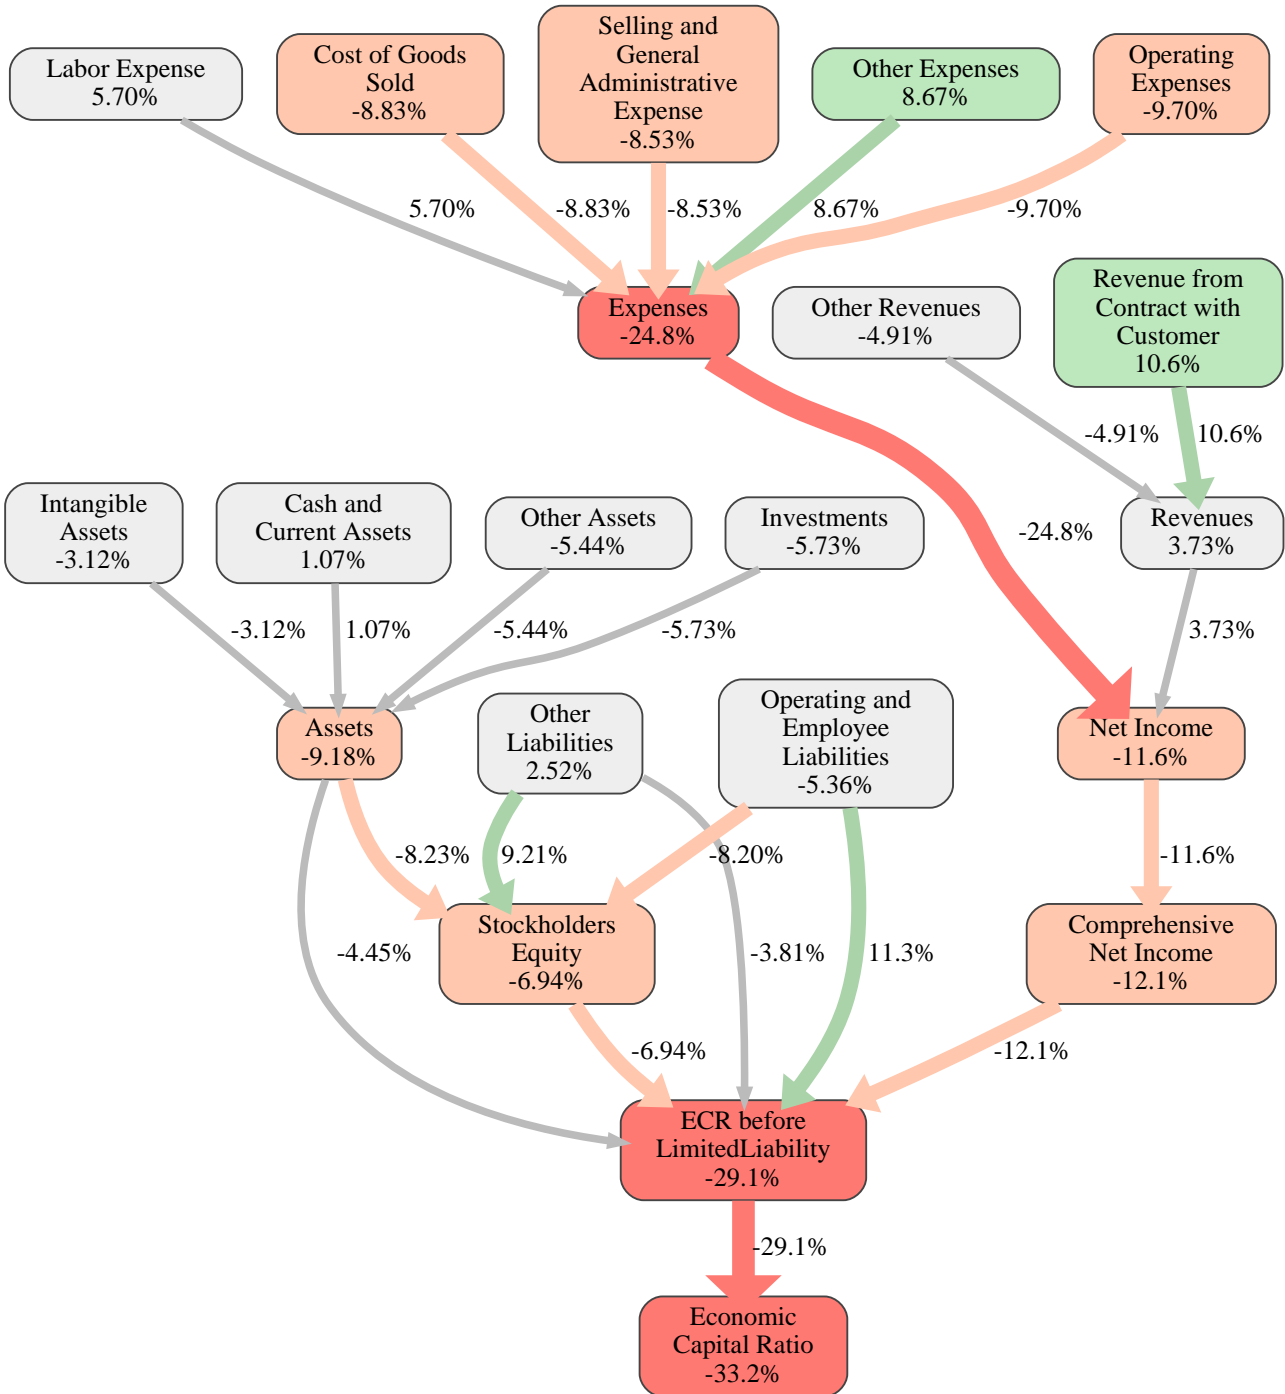 Labor Expense
5.70%
Cost of Goods
Sold
-8.83%
Selling and
General
Administrative
Expense
-8.53%
Other Expenses
8.67%
Operating
Expenses
-9.70%
5.70%
-8.83%
-8.53%
8.67%
-9.70%
Expenses
-24.8%
Other Revenues
-4.91%
Revenue from
Contract with
Customer
10.6%
-4.91%
10.6%
Intangible
Assets
-3.12%
Cash and
Current Assets
1.07%
Other Assets
-5.44%
Investments
-5.73%
-24.8%
Revenues
3.73%
-3.12%
1.07%
-5.44%
-5.73%
3.73%
Assets
-9.18%
Other
Liabilities
2.52%
Operating and
Employee
Liabilities
-5.36%
Net Income
-11.6%
-8.23%
9.21%
-8.20%
-11.6%
-4.45%
Stockholders
Equity
-6.94%
-3.81%
11.3%
Comprehensive
Net Income
-12.1%
-6.94%
-12.1%
ECR before
LimitedLiability
-29.1%
-29.1%
Economic
Capital Ratio
-33.2%